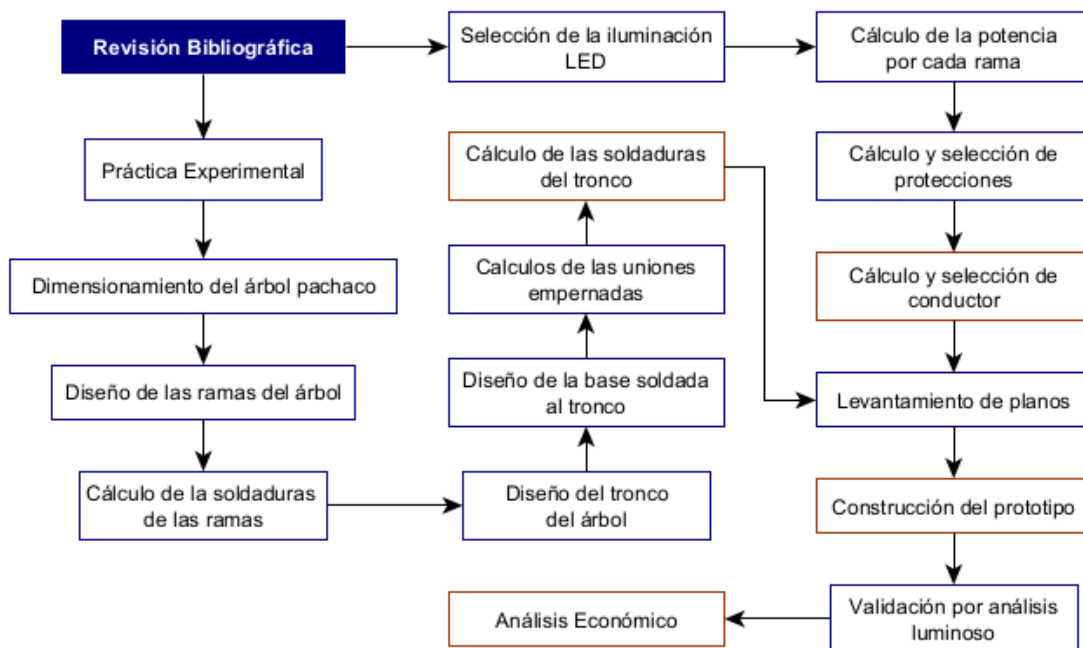 Revisión Bibliográfica
Selección de la iluminación
LED
Cálculo de la potencia
por cada rama
Práctica Experimental
Cálculo de las soldaduras
del tronco
Cálculo y selección de
protecciones
Dimensionamiento del árbol pachaco
Calculos de las uniones
empernadas
Cálculo y selección de
conductor
Diseño de las ramas del árbol
Diseño de la base soldada
al tronco
Levantamiento de planos
Cálculo de la soldaduras
de las ramas
Diseño del tronco
del árbol
Construcción del prototipo
Análisis Económico
Validación por análisis
luminoso